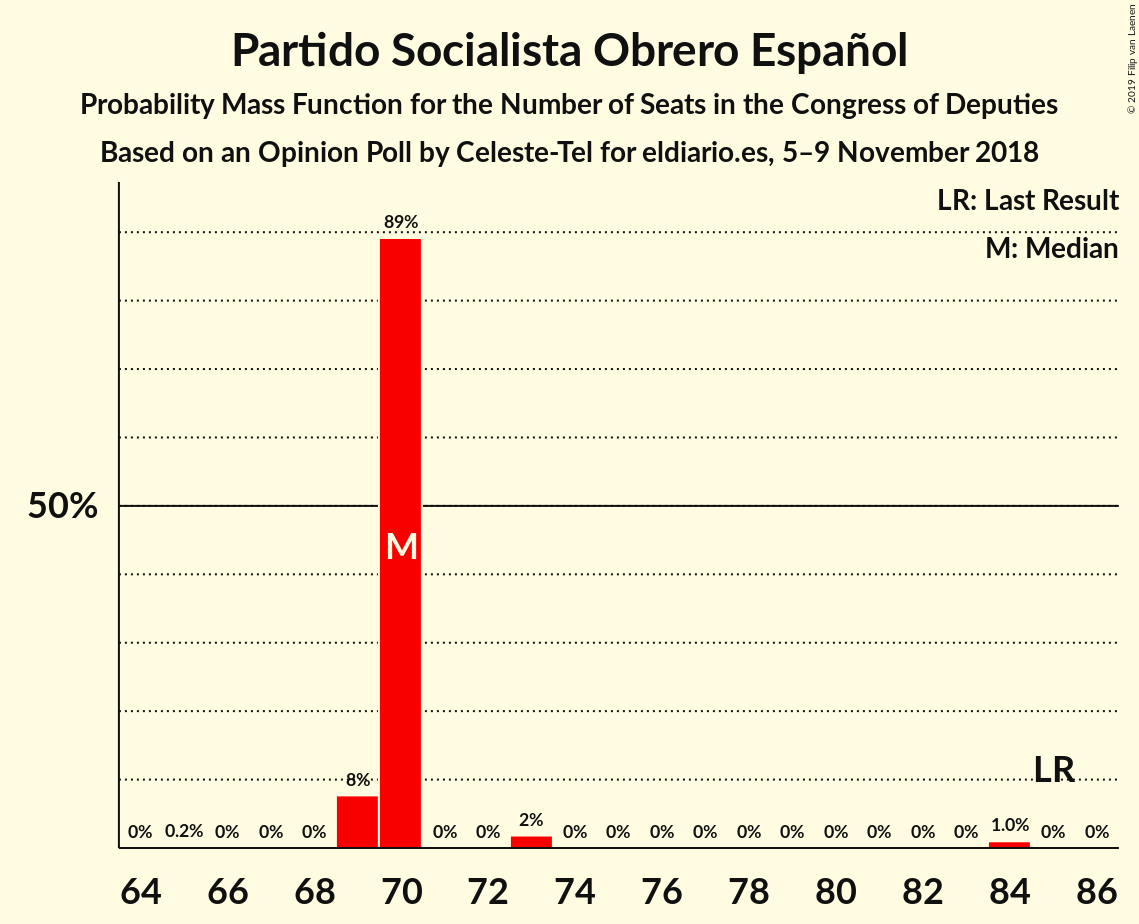 Partido Socialista Obrero Español
Probability Mass Function for the Number of Seats in the Congress of Deputies
Based on an Opinion Poll by Celeste-Tel for eldiario.es, 5–9 November 2018
© 2019 Filip van Laenen
LR: Last Result
M: Median
89%
50%
M
LR
8%
0% 0.2% 0% 0% 0% 0% 0% 2% 0% 0% 0% 0% 0% 0% 0% 0% 0% 0% 1.0% 0% 0%
64 66 68 70 72 74 76 78 80 82 84 86